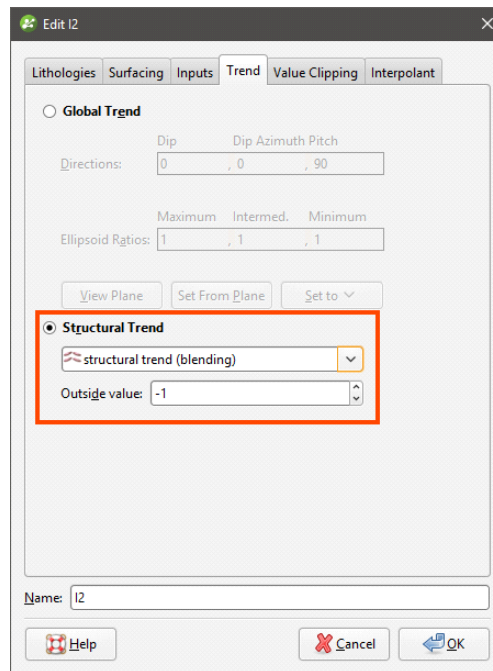 Edit I2
Lithologies Surfacing Inputs Trend Value Clipping Interpolant
Global Trend
Dip Dip Azimuth Pitch
Directions: 0 , 0 , 90
Maximum Intermed. Minimum
Ellipsoid Ratios: 1 , 1 , 1
View Plane Set From Plane Set to
Structural Trend
structural trend (blending)
Outside value: -1
Name: I2
Help Cancel OK